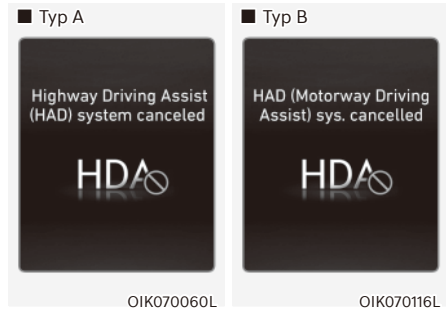 ■ Typ A
Highway Driving Assist
(HAD) system canceled
HDA
OIK070060L
■ Typ B
HAD (Motorway Driving
Assist) sys. cancelled
HDA
OIK070116L